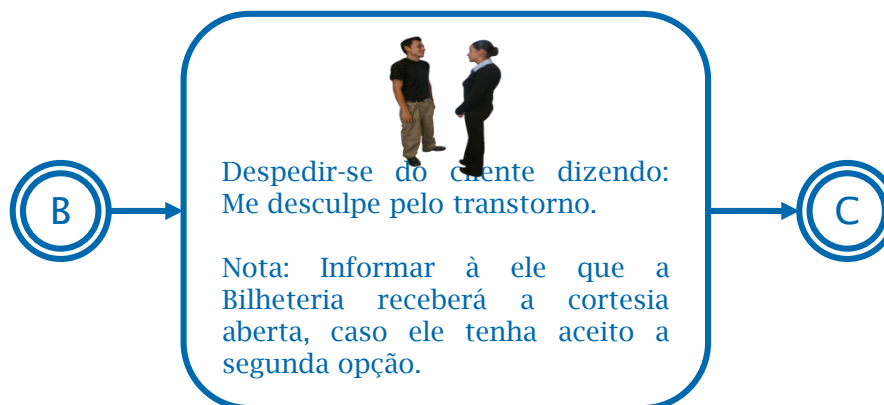 B
Despedir-se do cliente dizendo:
Me desculpe pelo transtorno.
Nota: Informar à ele que a
Bilheteria receberá a cortesia
aberta, caso ele tenha aceito a
segunda opção.
C